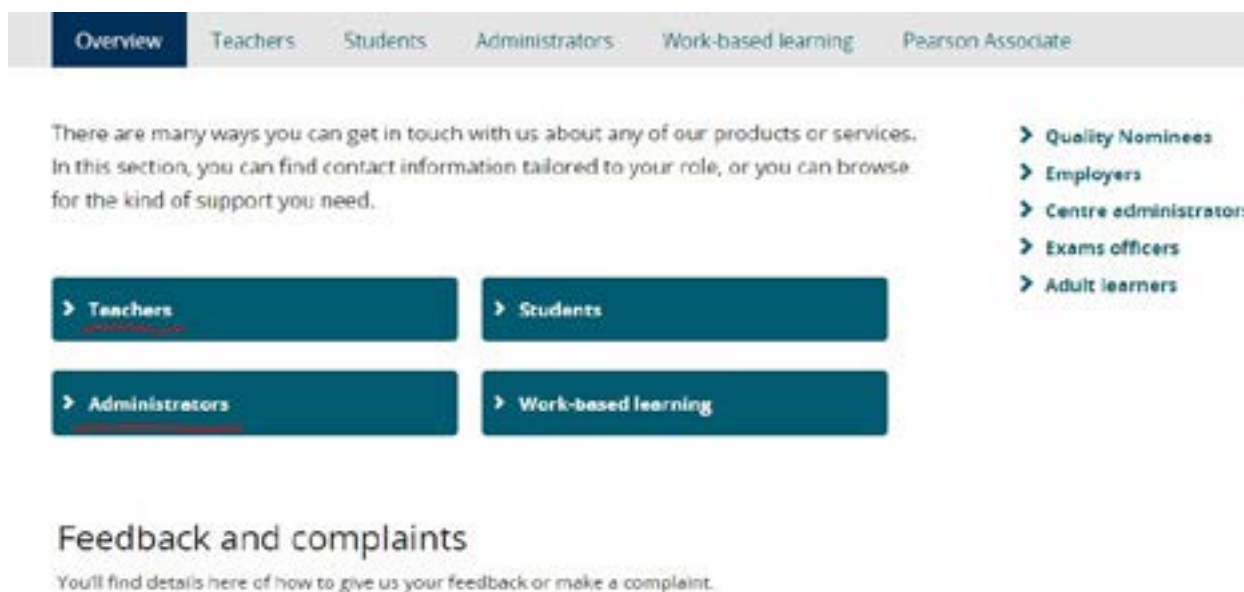 Overview Teachers Students Administrators Work-based learning Pearson Associate
There are many ways you can get in touch with us about any of our products or services.
In this section, you can find contact information tailored to your role, or you can browse
for the kind of support you need.
Quality Nominees
Employers
Centre administrators
Exams officers
Adult learners
Teachers Students
Administrators Work-based learning
Feedback and complaints
You'll find details here of how to give us your feedback or make a complaint.